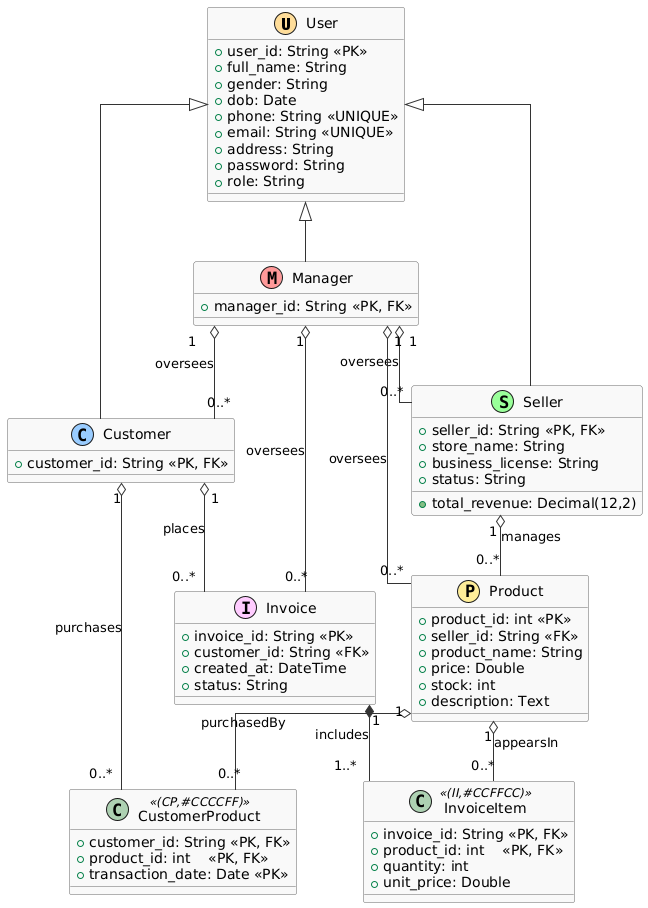 U User
user_id: String «PK»
full_name: String
gender: String
dob: Date
phone: String «UNIQUE»
email: String «UNIQUE»
address: String
password: String
role: String
M Manager
manager_id: String «PK, FK»
1
1
1
1
oversees
oversees
0..*
0..*
C Customer
customer_id: String «PK, FK»
S Seller
seller_id: String «PK, FK»
store_name: String
business_license: String
status: String
total_revenue: Decimal(12,2)
oversees
oversees
1
1
1
places
manages
0..*
0..*
0..*
0..*
I Invoice
invoice_id: String «PK»
customer_id: String «FK»
created_at: DateTime
status: String
P Product
product_id: int «PK»
seller_id: String «FK»
product_name: String
price: Double
stock: int
description: Text
purchases
purchasedBy
1
1
includes
1
appearsIn
0..*
0..*
1..*
0..*
C «(CP,#CCCCFF)»
CustomerProduct
customer_id: String «PK, FK»
product_id: int «PK, FK»
transaction_date: Date «PK»
C «(II,#CCFFCC)»
InvoiceItem
invoice_id: String «PK, FK»
product_id: int «PK, FK»
quantity: int
unit_price: Double